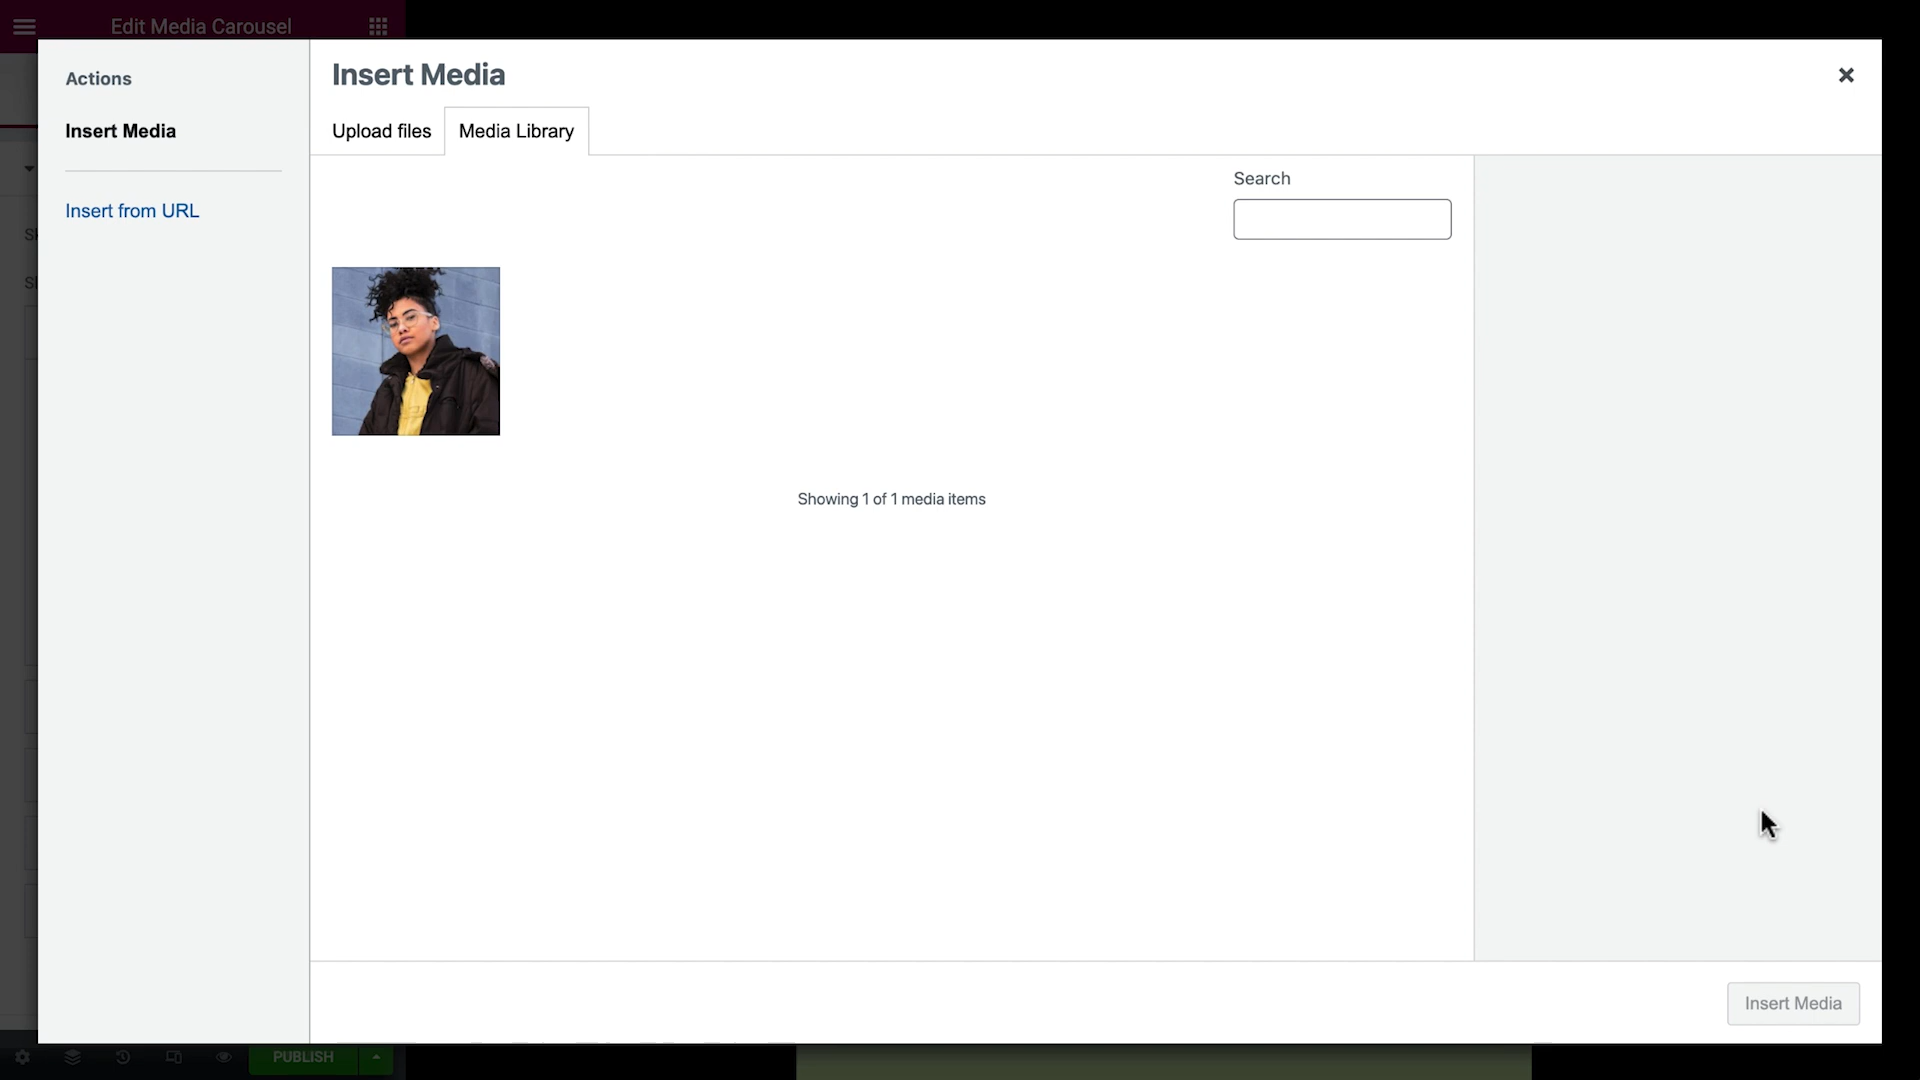 Edit Media Carousel
Actions
Insert Media
Insert from URL
Insert Media
Upload files
Media Library
Search
Showing 1 of 1 media items
Insert Media
PUBLISH